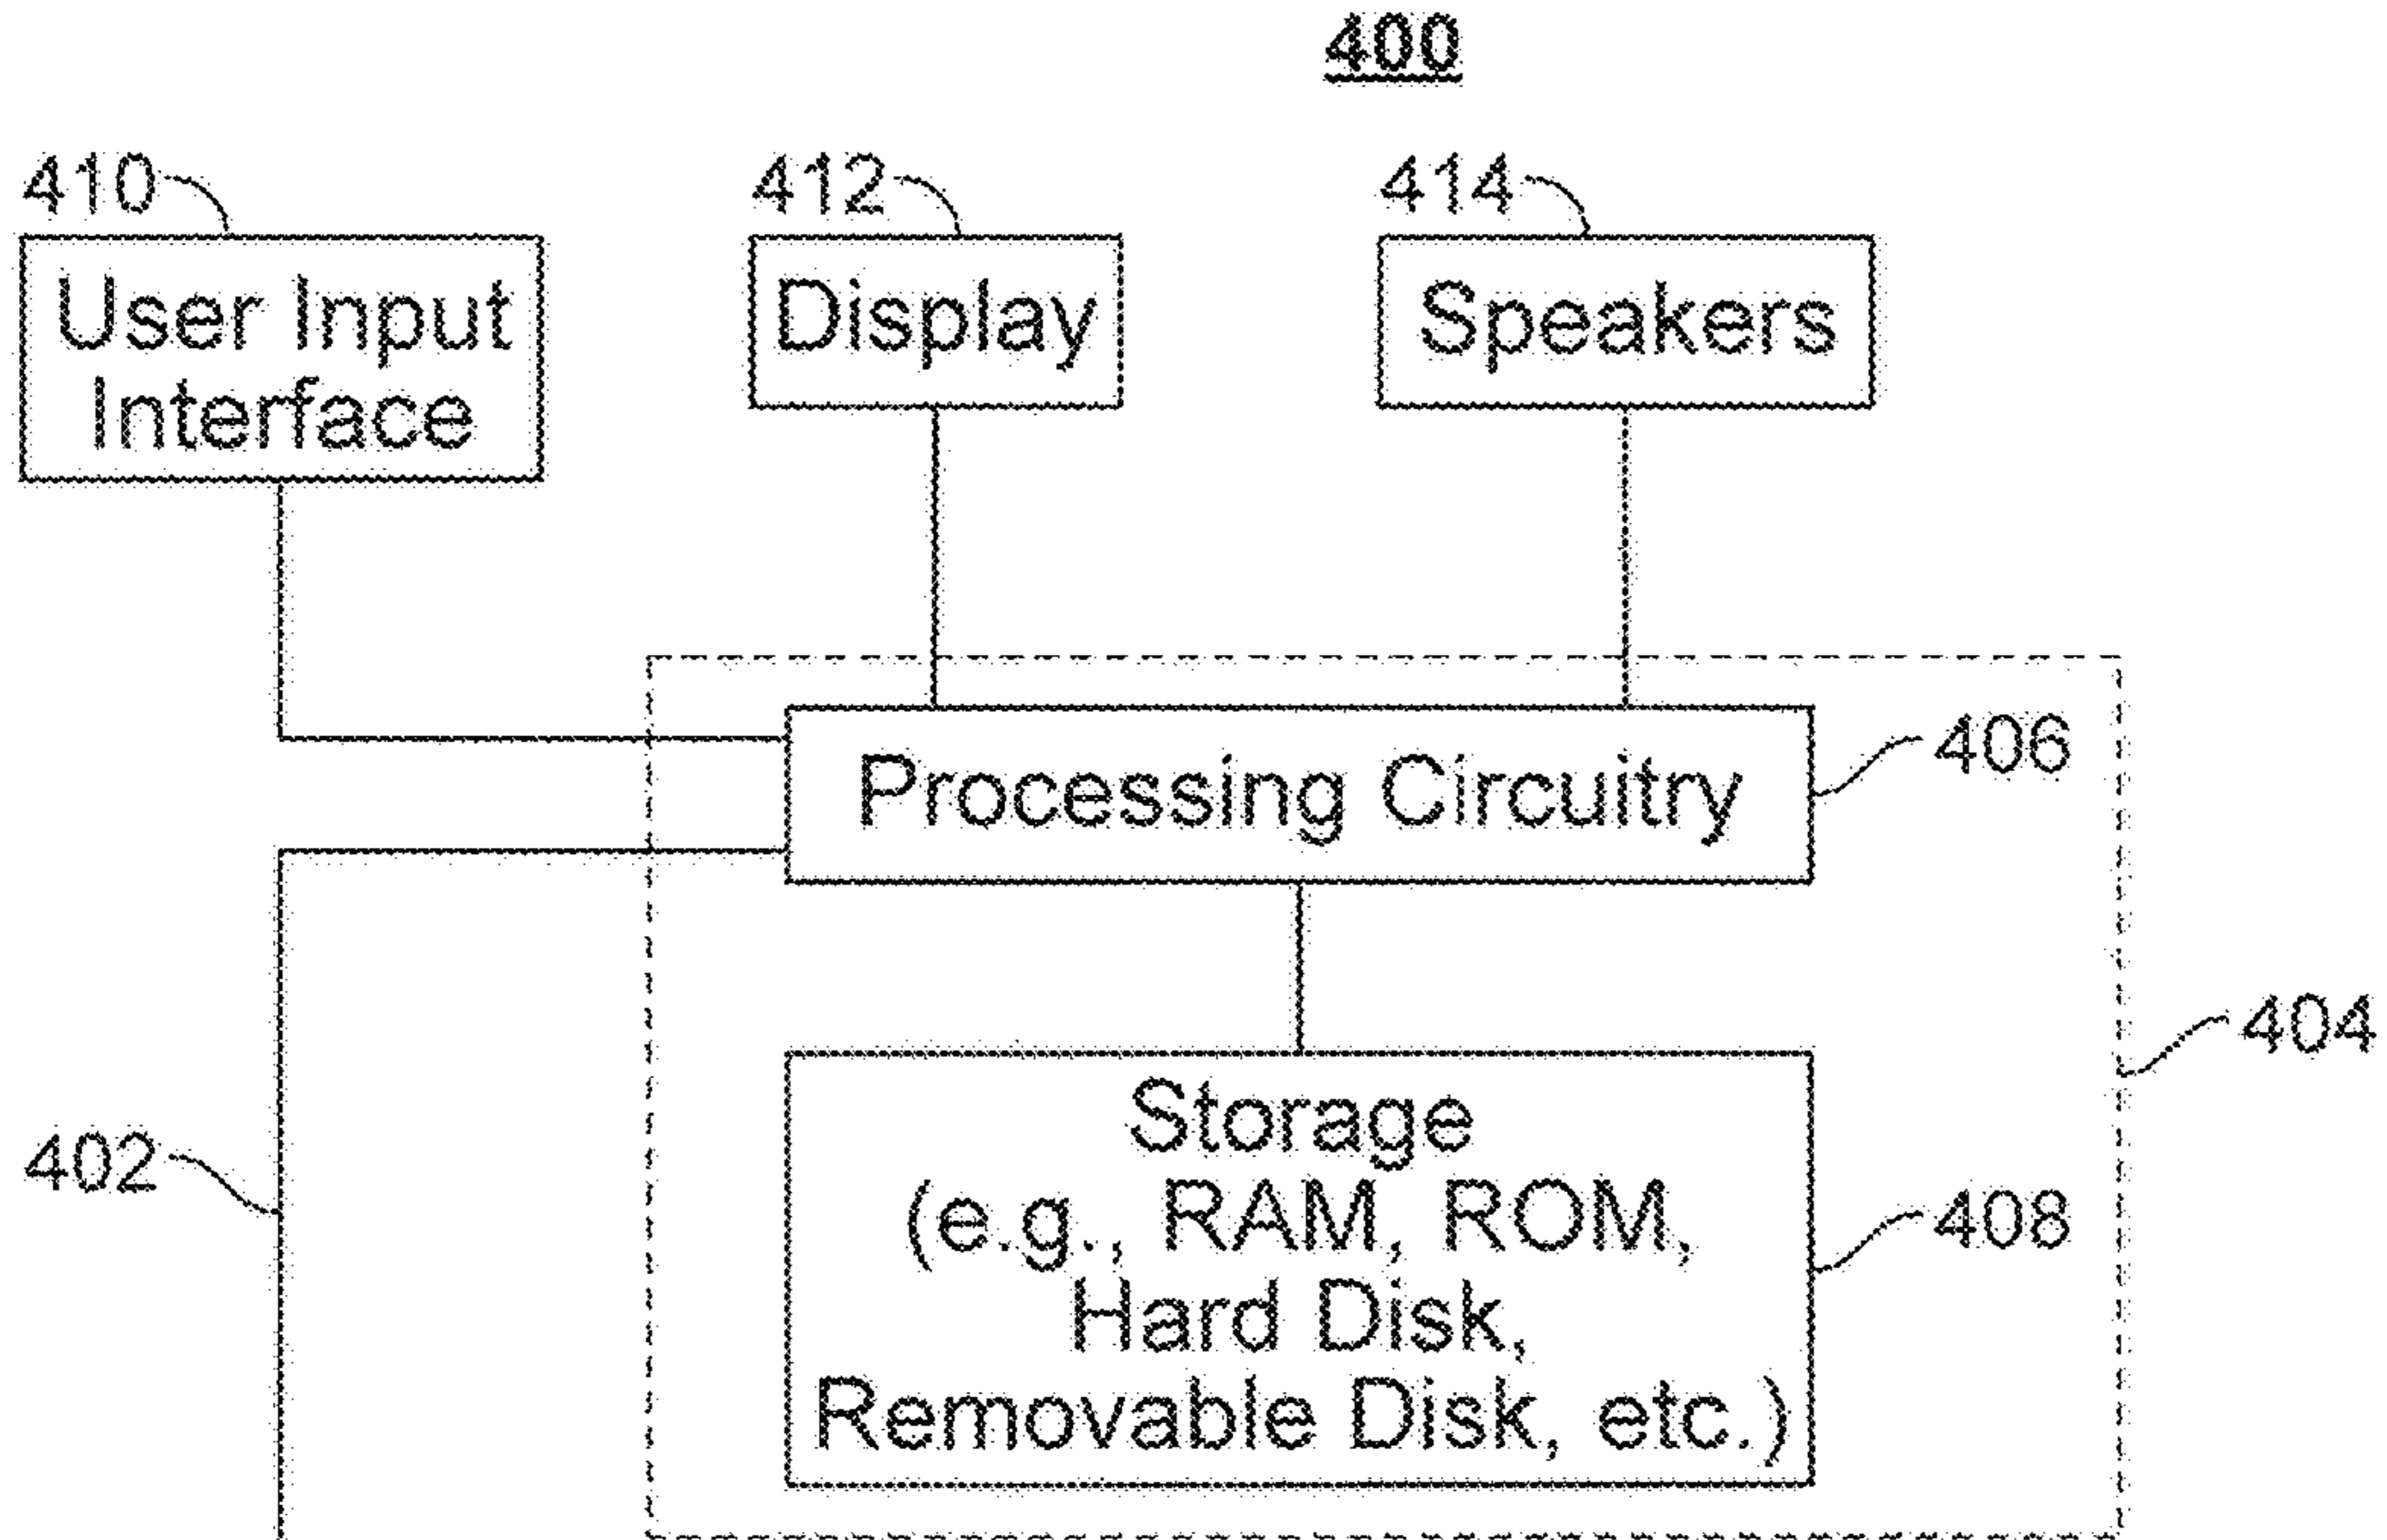 400
410
412
414
User Input
Interface
Display
Speakers
Processing Circuitry
406
Storage
(e.g., RAM, ROM,
Hard Disk,
Removable Disk, etc.)
404
402
408